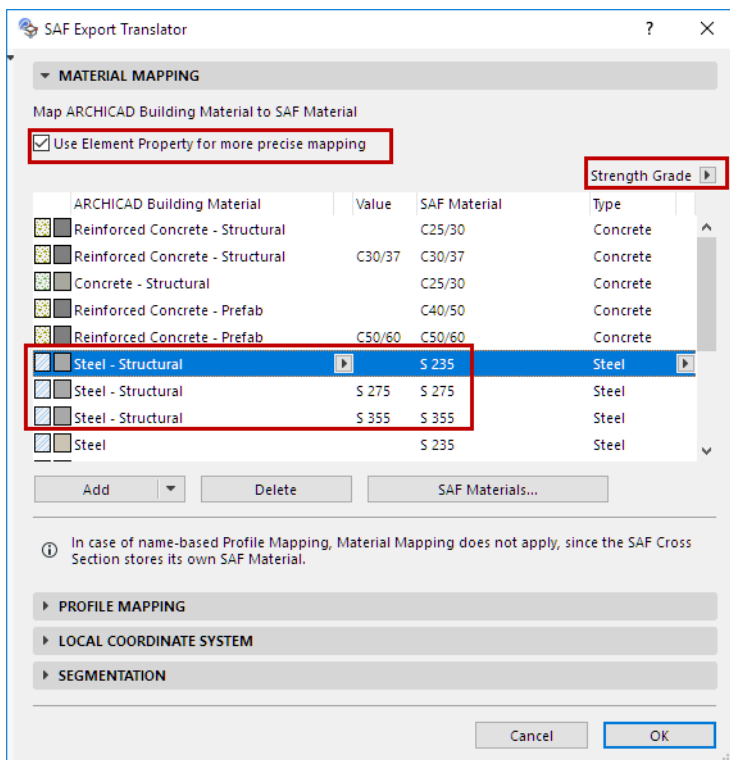 SAF Export Translator ? ×
MATERIAL MAPPING
Map ARCHICAD Building Material to SAF Material
Use Element Property for more precise mapping
Strength Grade
ARCHICAD Building Material Value SAF Material Type
Reinforced Concrete - Structural C25/30 Concrete
Reinforced Concrete - Structural C30/37 C30/37 Concrete
Concrete - Structural C25/30 Concrete
Reinforced Concrete - Prefab C40/50 Concrete
Reinforced Concrete - Prefab C50/60 C50/60 Concrete
Steel - Structural S 235 Steel
Steel - Structural S 275 S 275 Steel
Steel - Structural S 355 S 355 Steel
Steel S 235 Steel
Add Delete SAF Materials...
In case of name-based Profile Mapping, Material Mapping does not apply, since the SAF Cross
Section stores its own SAF Material.
PROFILE MAPPING
LOCAL COORDINATE SYSTEM
SEGMENTATION
Cancel OK